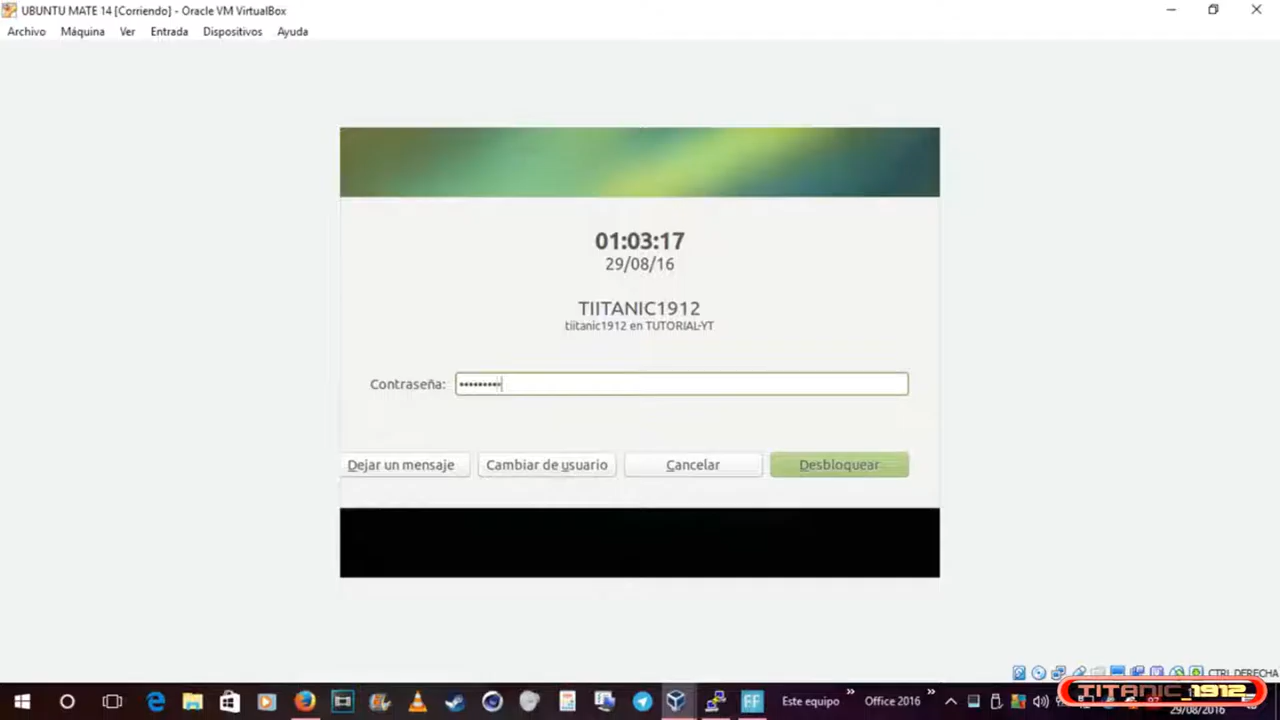 UBUNTU MATE 14 [Corriendo] - Oracle VM VirtualBox
Archivo Máquina Ver Entrada Dispositivos Ayuda
01:03:17
29/08/16
TIITANIC1912
tiitanic1912 en TUTORIAL-YT
Contraseña:
Dejar un mensaje Cambiar de usuario Cancelar Desbloquear
CTRL DERECHA
FF Este equipo Office 2016
TITANIC_1912
29/08/2016